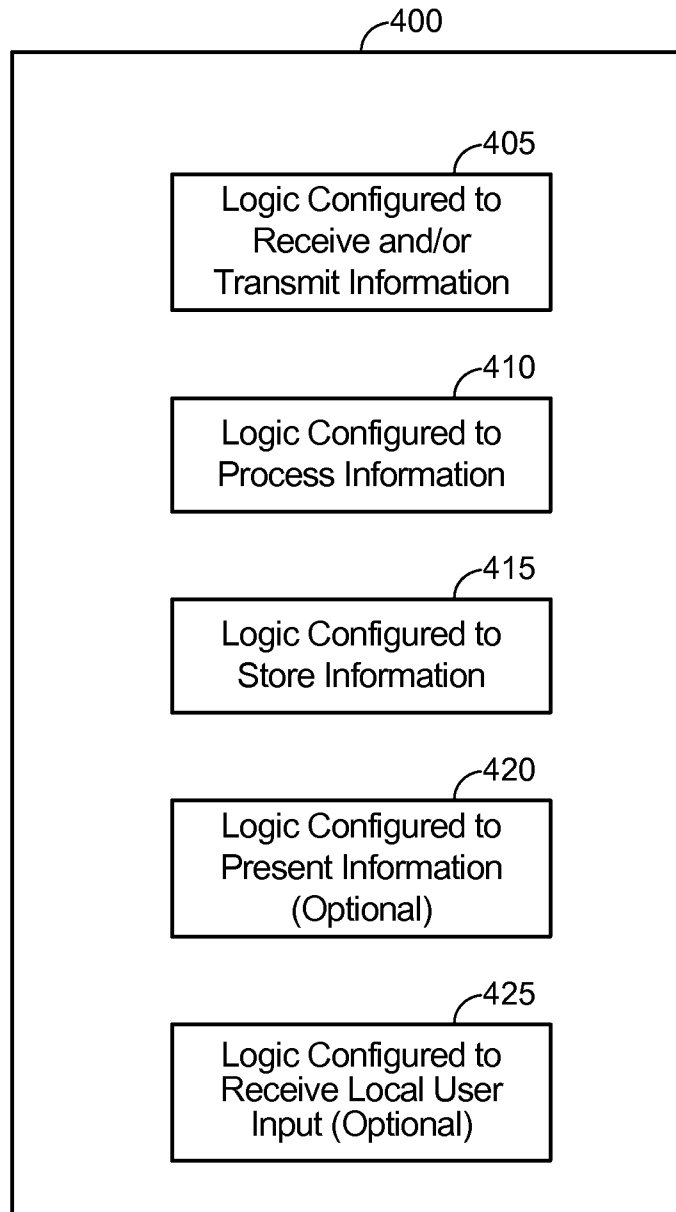 400
405
Logic Configured to
Receive and/or
Transmit Information
410
Logic Configured to
Process Information
415
Logic Configured to
Store Information
420
Logic Configured to
Present Information
(Optional)
425
Logic Configured to
Receive Local User
Input (Optional)